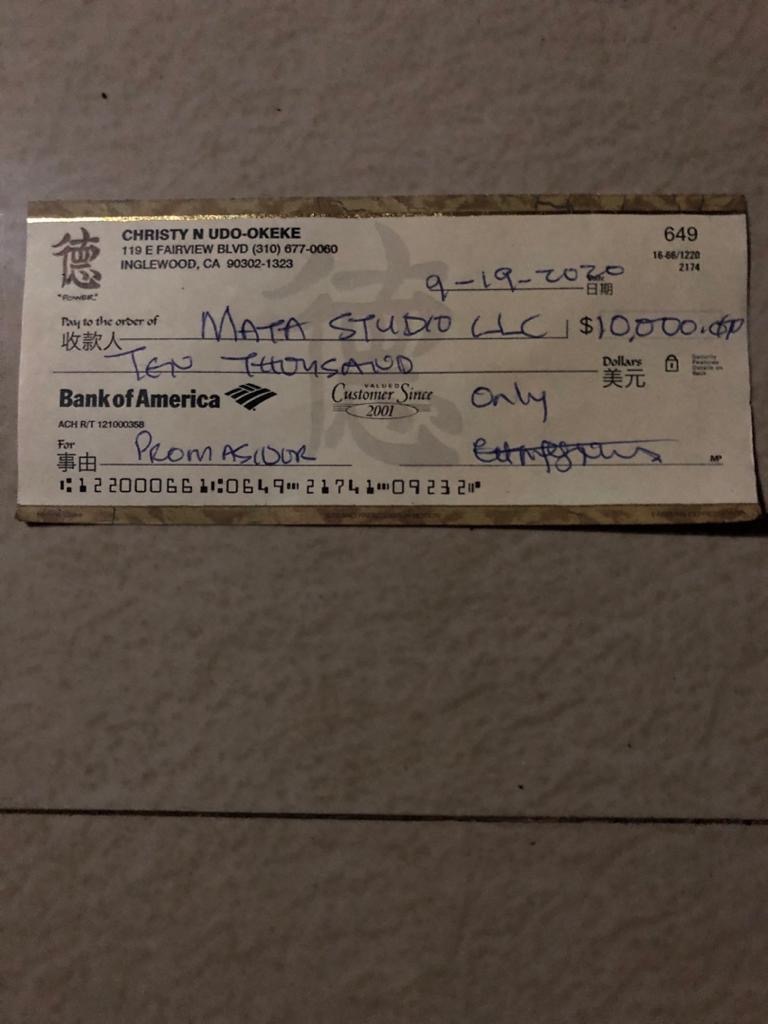 德
"POWER"
CHRISTY N UDO-OKEKE
119 E FAIRVIEW BLVD (310) 677-0060
INGLEWOOD, CA 90302-1323
649
16-66/1220
2174
9-19-2020
日期
Pay to the order of
收款人
MATA STUDIO LLC $10,000.00
TEN THOUSAND
Dollars
美元
Security
Features
Details on
Back
Bank of America
VALUED
Customer Since
2001
Only
ACH R/T 121000358
For
事由 PROMASIDOR
MP
⑆122000661⑆0649⑈21741⑈09232⑈